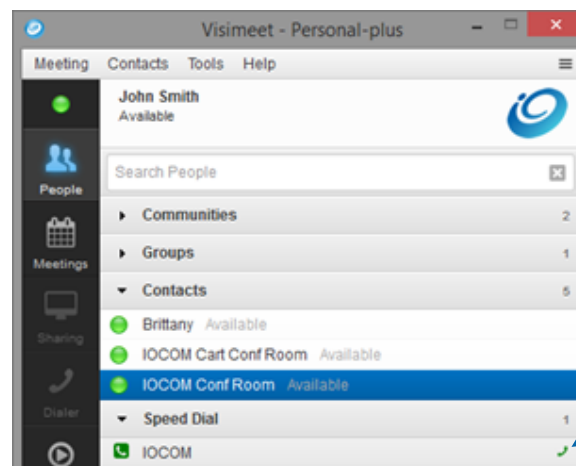 Visimeet - Personal-plus
Meeting Contacts Tools Help
John Smith
Available
Search People
People
Communities 2
Groups 1
Meetings
Contacts 5
Brittany Available
Sharing
IOCOM Cart Conf Room Available
IOCOM Conf Room Available
Dialer
Speed Dial 1
IOCOM